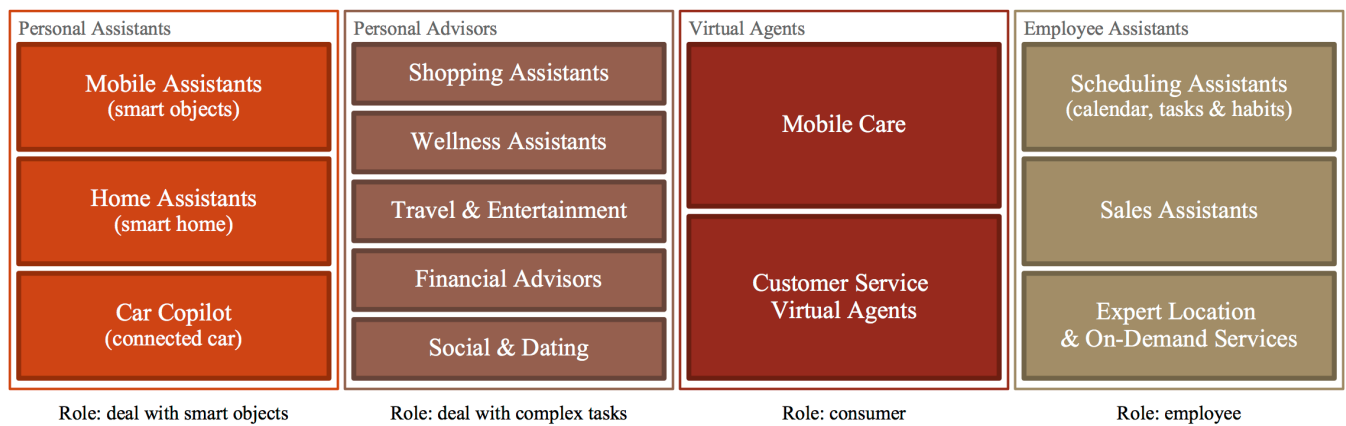 Personal Assistants
Mobile Assistants
(smart objects)
Home Assistants
(smart home)
Car Copilot
(connected car)
Role: deal with smart objects
Personal Advisors
Shopping Assistants
Wellness Assistants
Travel & Entertainment
Financial Advisors
Social & Dating
Role: deal with complex tasks
Virtual Agents
Mobile Care
Customer Service
Virtual Agents
Role: consumer
Employee Assistants
Scheduling Assistants
(calendar, tasks & habits)
Sales Assistants
Expert Location
& On-Demand Services
Role: employee